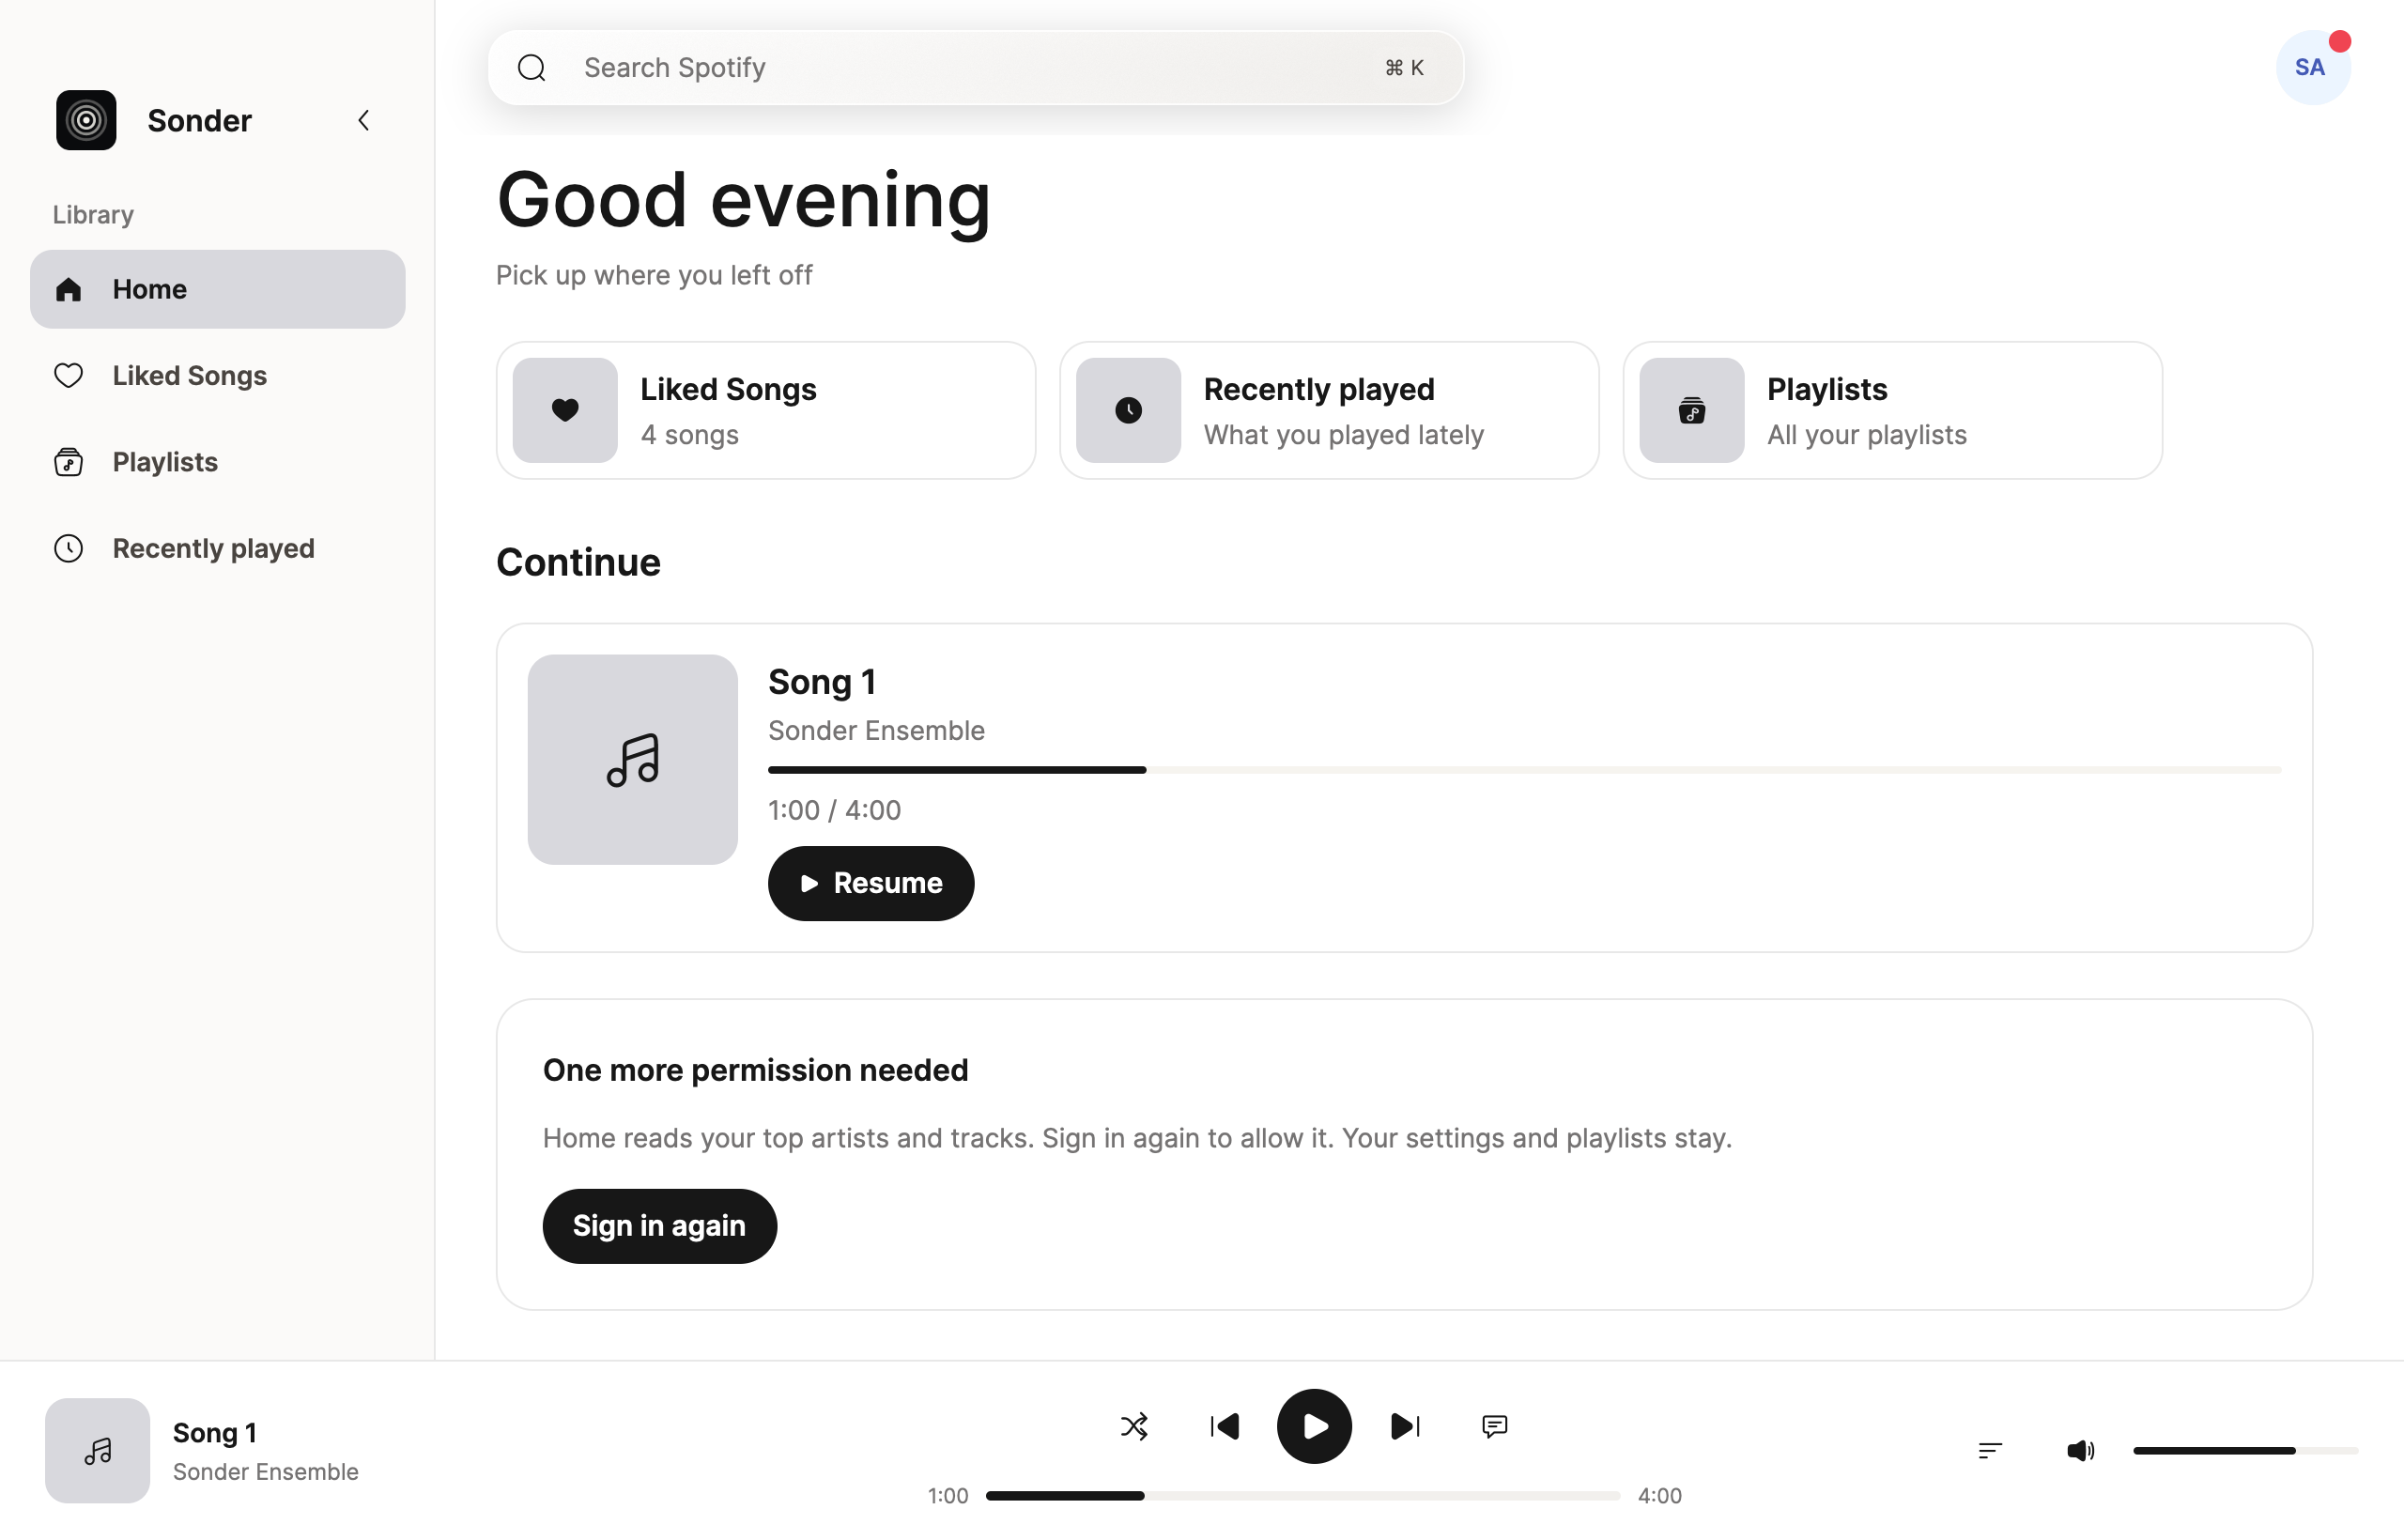 Sonder
Library
Home
Liked Songs
Playlists
Recently played
Search Spotify
⌘ K
SA
Good evening
Pick up where you left off
Liked Songs
4 songs
Recently played
What you played lately
Playlists
All your playlists
Continue
Song 1
Sonder Ensemble
1:00 / 4:00
Resume
One more permission needed
Home reads your top artists and tracks. Sign in again to allow it. Your settings and playlists stay.
Sign in again
Song 1
Sonder Ensemble
1:00
4:00